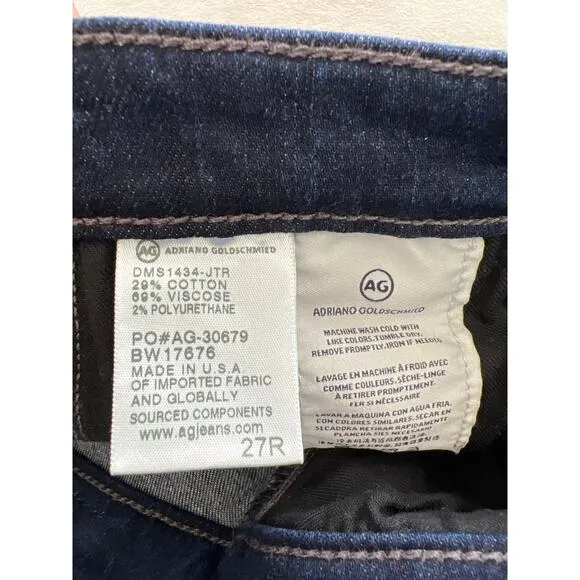 AG ADRIANO GOLDSCHMIED
DMS1434-JTR
29% COTTON
69% VISCOSE
2% POLYURETHANE
PO#AG-30679
BW17676
MADE IN U.S.A
OF IMPORTED FABRIC
AND GLOBALLY
SOURCED COMPONENTS
www.agjeans.com
27R
AG
ADRIANO GOLDSCHMIED
MACHINE WASH COLD WITH
LIKE COLORS. TUMBLE DRY.
REMOVE PROMPTLY. IRON IF NEEDED
LAVAGE EN MACHINE À FROID AVEC
COMME COULEURS. SÈCHE-LINGE
À RETIRER PROMPTEMENT.
FER SI NÉCESSAIRE
LAVAR A MAQUINA CON AGUA FRIA.
CON COLORES SIMILARES. SECAR EN
SECADORA RETIRAR RAPIDAMENTE.
PLANCHA SIES